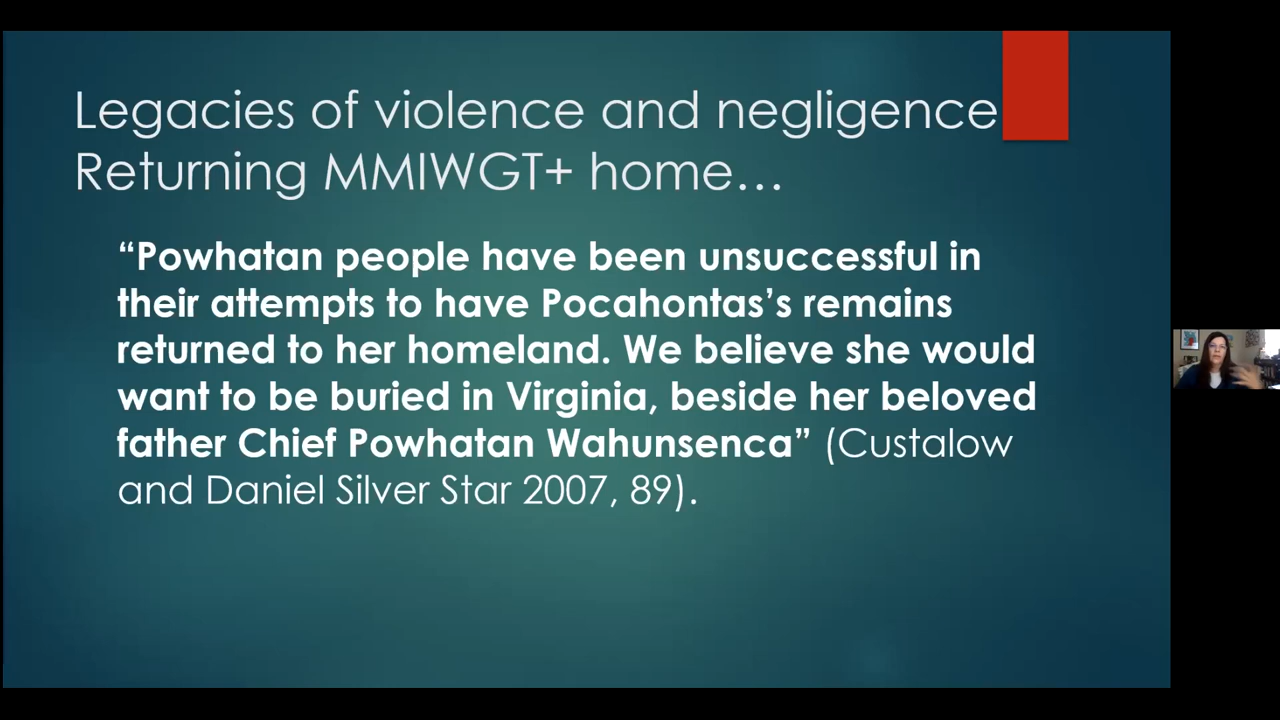 Legacies of violence and negligence
Returning MMIWGT+ home…
“Powhatan people have been unsuccessful in
their attempts to have Pocahontas’s remains
returned to her homeland. We believe she would
want to be buried in Virginia, beside her beloved
father Chief Powhatan Wahunsenca” (Custalow
and Daniel Silver Star 2007, 89).